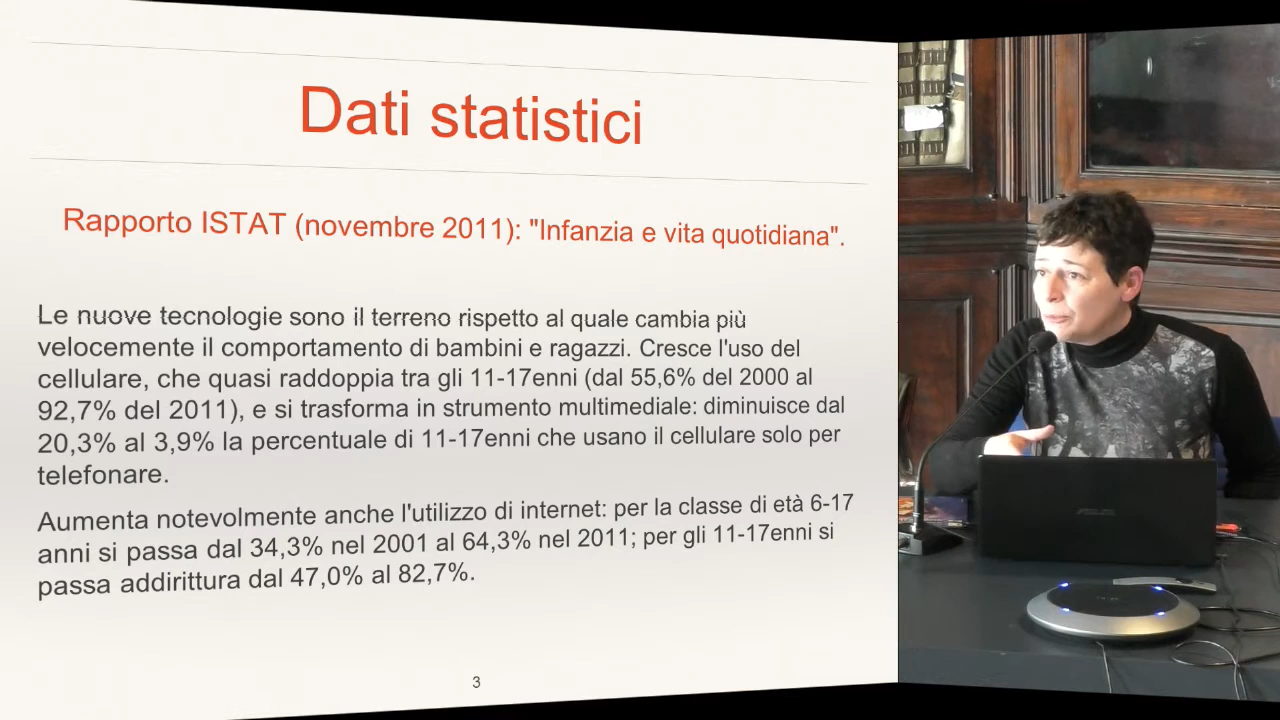 Dati statistici
Rapporto ISTAT (novembre 2011): "Infanzia e vita quotidiana".
Le nuove tecnologie sono il terreno rispetto al quale cambia più
velocemente il comportamento di bambini e ragazzi. Cresce l'uso del
cellulare, che quasi raddoppia tra gli 11-17enni (dal 55,6% del 2000 al
92,7% del 2011), e si trasforma in strumento multimediale: diminuisce dal
20,3% al 3,9% la percentuale di 11-17enni che usano il cellulare solo per
telefonare.
Aumenta notevolmente anche l'utilizzo di internet: per la classe di età 6-17
anni si passa dal 34,3% nel 2001 al 64,3% nel 2011; per gli 11-17enni si
passa addirittura dal 47,0% al 82,7%.
3
ASUS